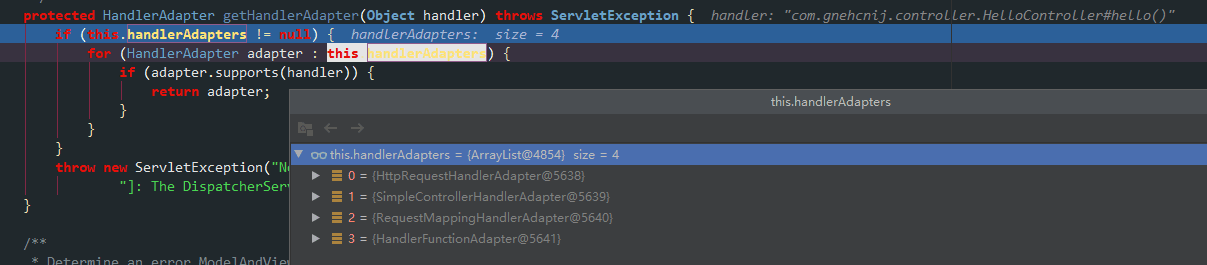 protected HandlerAdapter getHandlerAdapter(Object handler) throws ServletException { handler: "com.gnehcnij.controller.HelloController#hello()"
if (this.handlerAdapters != null) { handlerAdapters: size = 4
for (HandlerAdapter adapter : this.handlerAdapters) {
if (adapter.supports(handler)) {
return adapter;
}
}
}
throw new ServletException("No
"]: The DispatcherServ
}
/**
* Determine an error ModelAndView
this.handlerAdapters
this.handlerAdapters = {ArrayList@4854} size = 4
0 = {HttpRequestHandlerAdapter@5638}
1 = {SimpleControllerHandlerAdapter@5639}
2 = {RequestMappingHandlerAdapter@5640}
3 = {HandlerFunctionAdapter@5641}